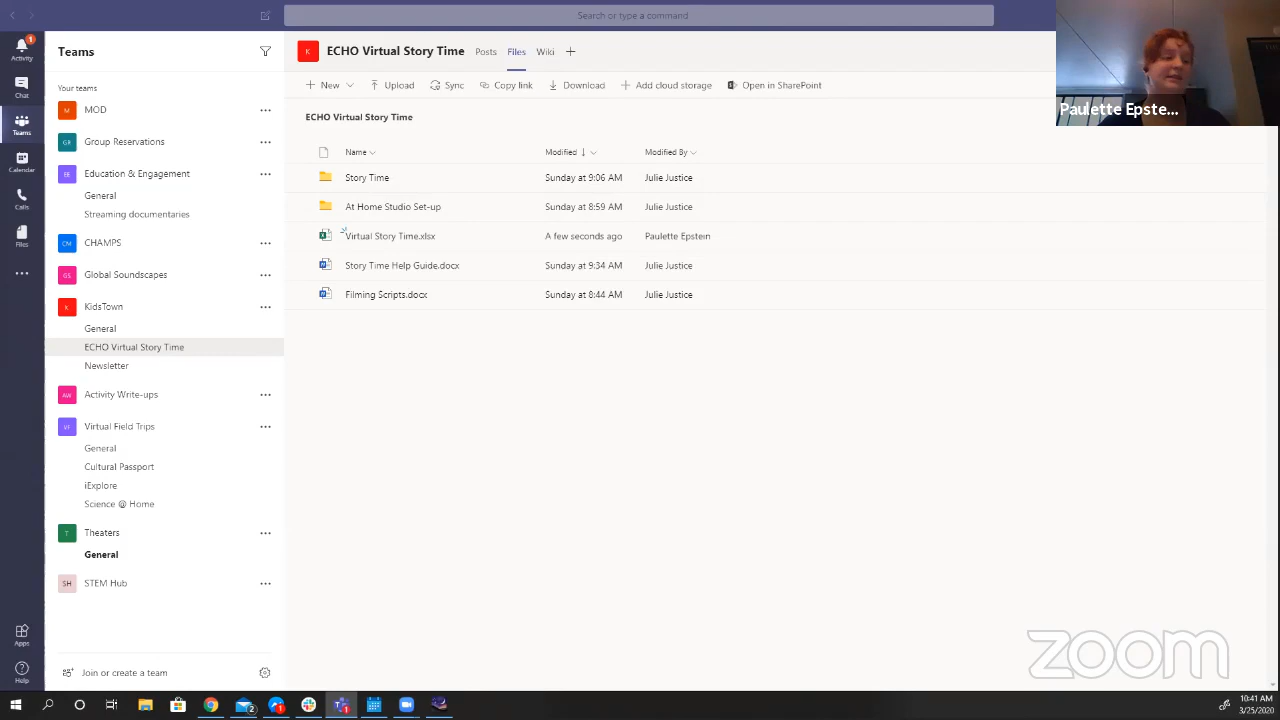 Search or type a command
Activity
Chat
Teams
Calendar
Calls
Files
Apps
Help
Teams
Your teams
M MOD
GR Group Reservations
EE Education & Engagement
General
Streaming documentaries
CM CHAMPS
GS Global Soundscapes
K KidsTown
General
ECHO Virtual Story Time
Newsletter
AW Activity Write-ups
VF Virtual Field Trips
General
Cultural Passport
iExplore
Science @ Home
T Theaters
General
SH STEM Hub
Join or create a team
K ECHO Virtual Story Time Posts Files Wiki
New Upload Sync Copy link Download Add cloud storage Open in SharePoint
ECHO Virtual Story Time
Name Modified Modified By
Story Time Sunday at 9:06 AM Julie Justice
At Home Studio Set-up Sunday at 8:59 AM Julie Justice
Virtual Story Time.xlsx A few seconds ago Paulette Epstein
Story Time Help Guide.docx Sunday at 9:34 AM Julie Justice
Filming Scripts.docx Sunday at 8:44 AM Julie Justice
Paulette Epste...
zoom
10:41 AM
3/25/2020